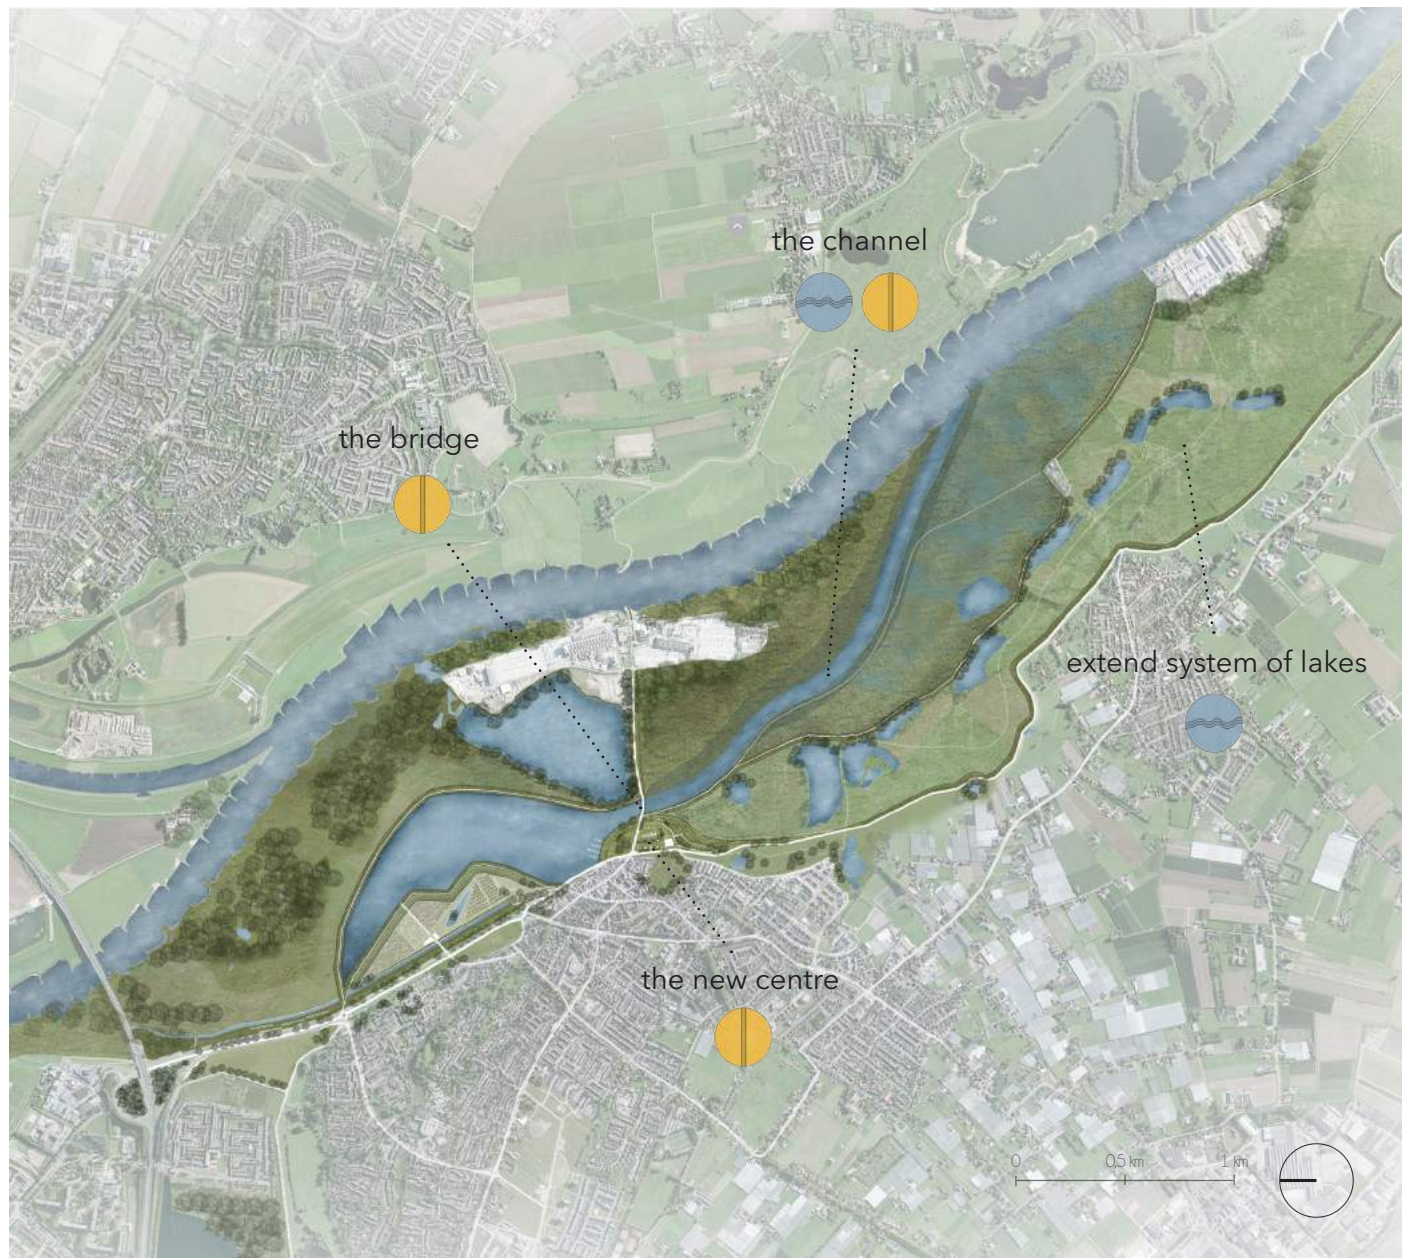 the channel
the bridge
extend system of lakes
the new centre
0 0,5 km 1 km